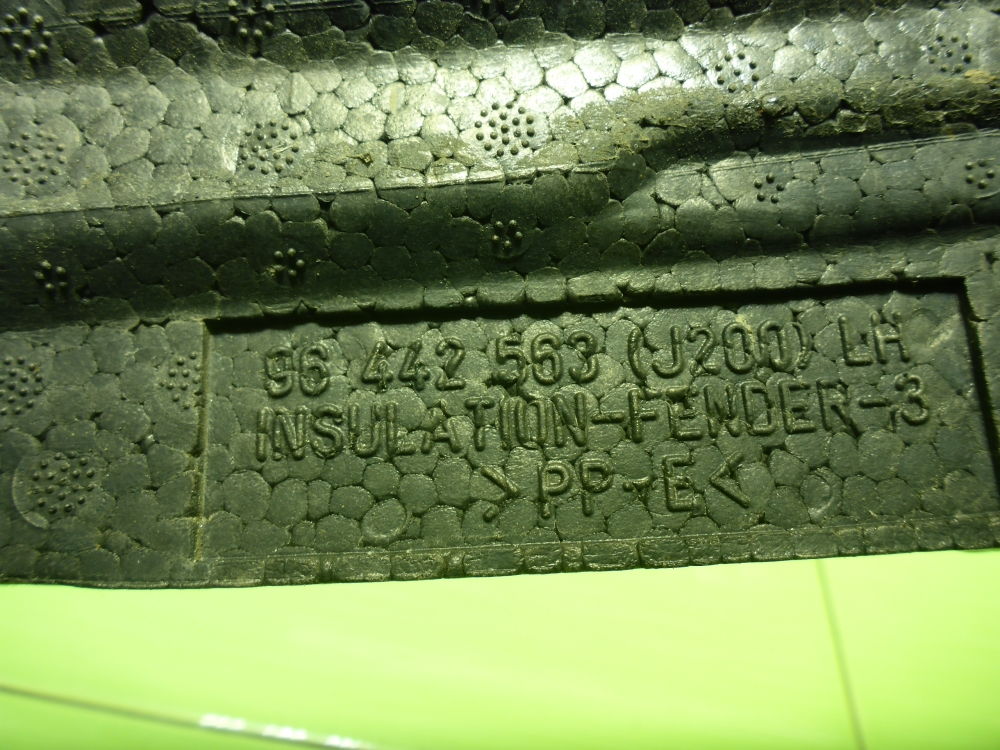 96 442 563 (J200) LH
INSULATION-FENDER-3
>PP-E<